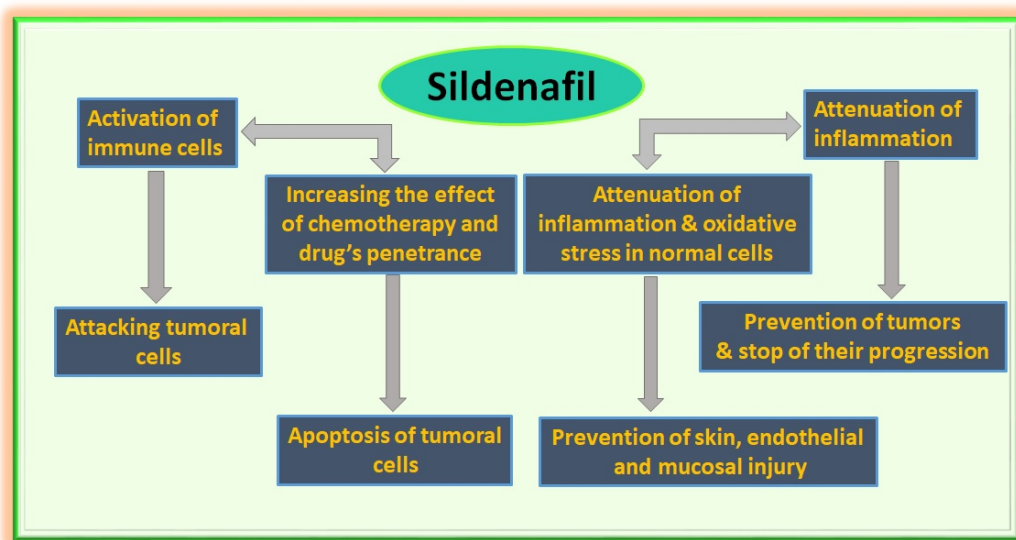 Sildenafil
Activation of
immune cells
Attenuation of
inflammation
Increasing the effect
of chemotherapy and
drug's penetrance
Attenuation of
inflammation & oxidative
stress in normal cells
Attacking tumoral
cells
Prevention of tumors
& stop of their progression
Apoptosis of tumoral
cells
Prevention of skin, endothelial
and mucosal injury